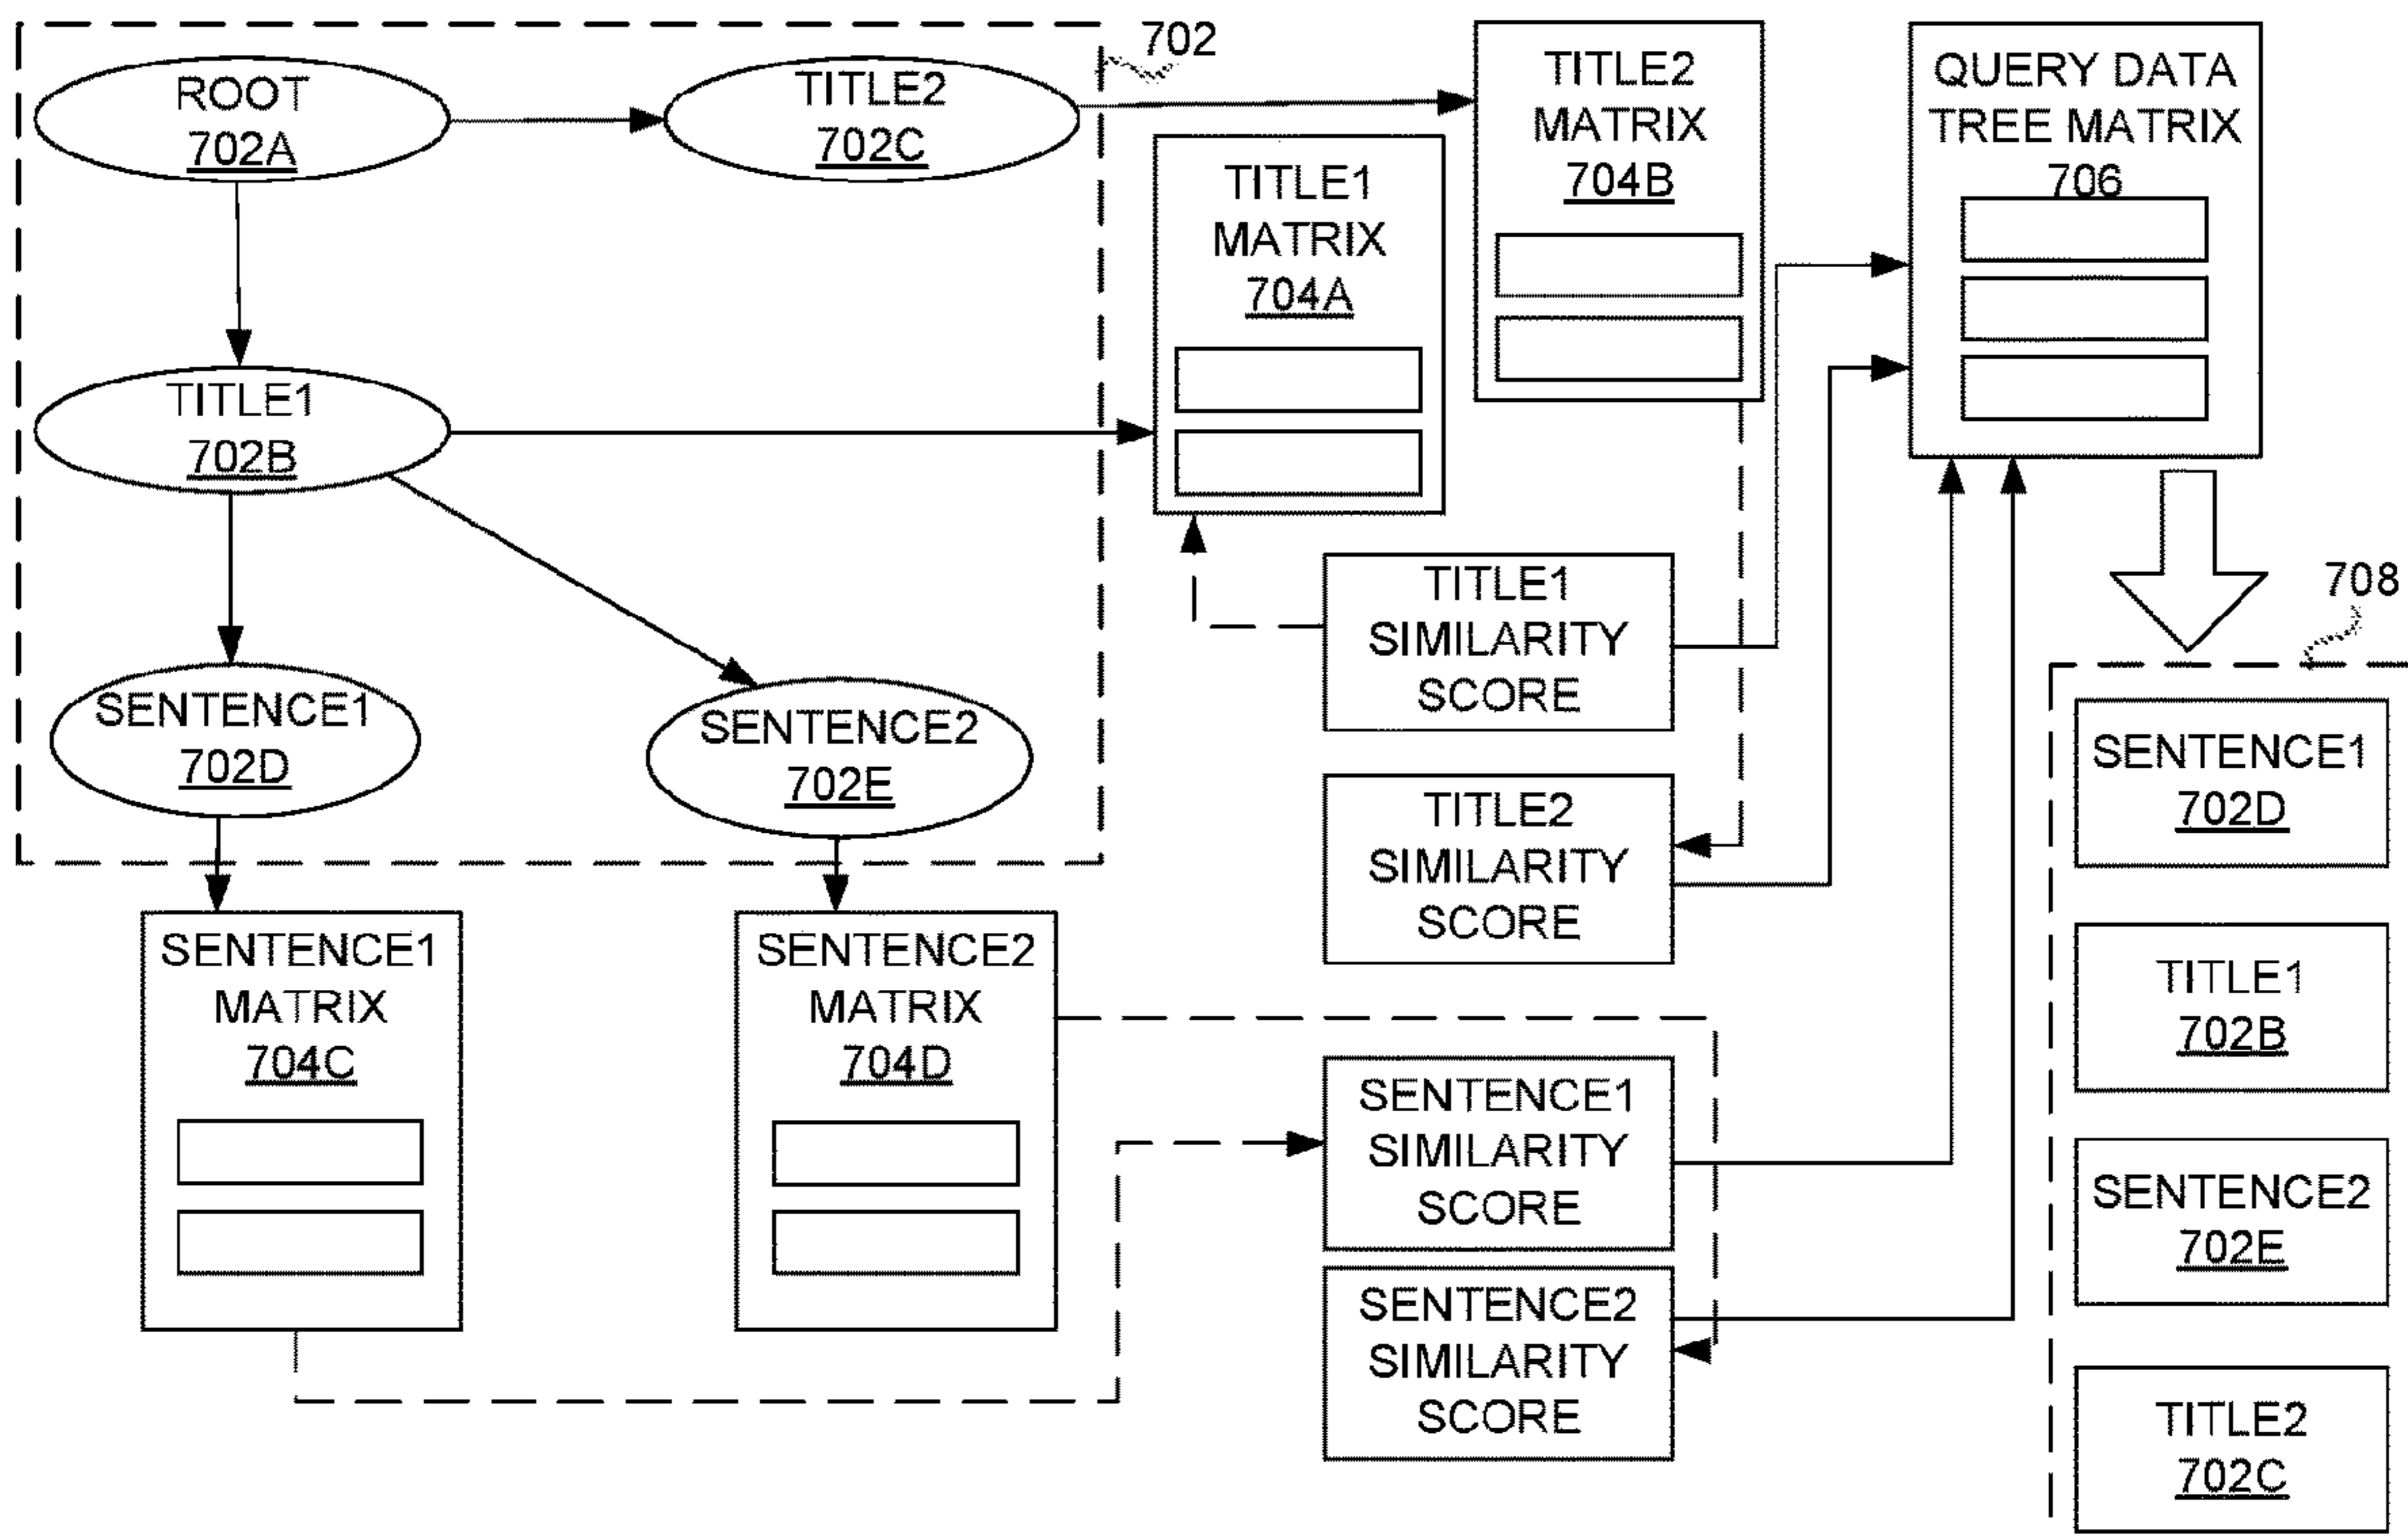 702
ROOT
702A
TITLE2
702C
TITLE1
702B
SENTENCE1
702D
SENTENCE2
702E
TITLE1
MATRIX
704A
TITLE2
MATRIX
704B
QUERY DATA
TREE MATRIX
706
SENTENCE1
MATRIX
704C
SENTENCE2
MATRIX
704D
TITLE1
SIMILARITY
SCORE
TITLE2
SIMILARITY
SCORE
SENTENCE1
SIMILARITY
SCORE
SENTENCE2
SIMILARITY
SCORE
708
SENTENCE1
702D
TITLE1
702B
SENTENCE2
702E
TITLE2
702C